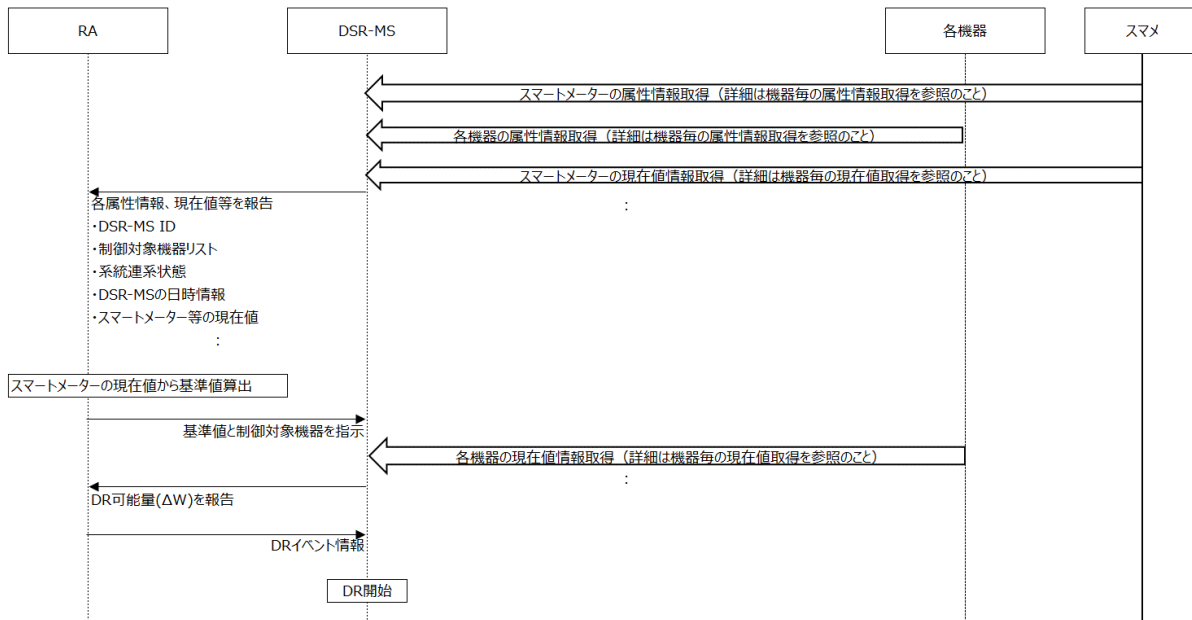 RA
DSR-MS
各機器
スマメ
スマートメーターの属性情報取得（詳細は機器毎の属性情報取得を参照のこと）
各機器の属性情報取得（詳細は機器毎の属性情報取得を参照のこと）
スマートメーターの現在値情報取得（詳細は機器毎の現在値取得を参照のこと）
：
各属性情報、現在値等を報告
・DSR-MS ID
・制御対象機器リスト
・系統連系状態
・DSR-MSの日時情報
・スマートメーター等の現在値
：
スマートメーターの現在値から基準値算出
基準値と制御対象機器を指示
各機器の現在値情報取得（詳細は機器毎の現在値取得を参照のこと）
：
DR可能量(ΔW)を報告
DRイベント情報
DR開始